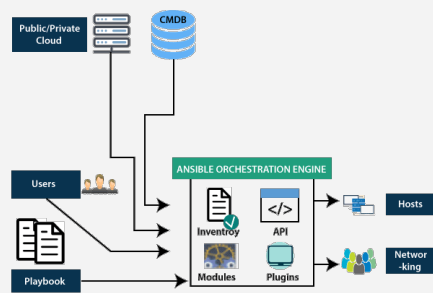 Public/Private
Cloud
CMDB
ANSIBLE ORCHESTRATION ENGINE
Users
</>
Inventroy
API
Hosts
Modules
Plugins
Networ
-king
Playbook